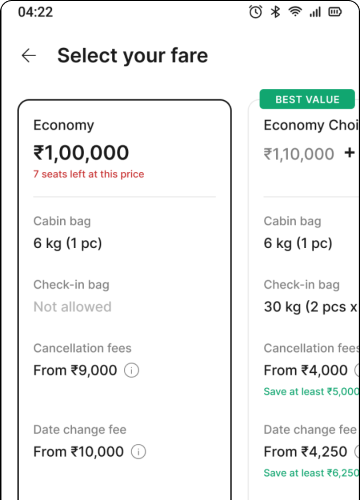 04:22
Select your fare
Economy
₹1,00,000
7 seats left at this price
Cabin bag
6 kg (1 pc)
Check-in bag
Not allowed
Cancellation fees
From ₹9,000
Date change fee
From ₹10,000
BEST VALUE
Economy Choi
₹1,10,000 +
Cabin bag
6 kg (1 pc)
Check-in bag
30 kg (2 pcs x
Cancellation fees
From ₹4,000
Save at least ₹5,000
Date change fee
From ₹4,250
Save at least ₹6,250